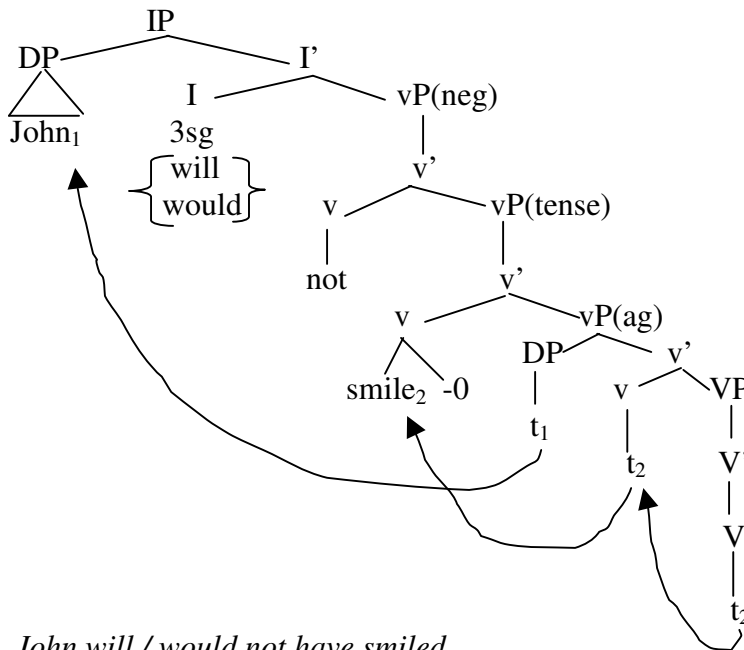 IP
DP I’
I vP(neg)
John1 3sg
will v’
would v vP(tense)
not v’
v vP(ag)
DP v’
smile2 -0 v VP
t1 t2 V’
V
t2
John will / would not have smiled